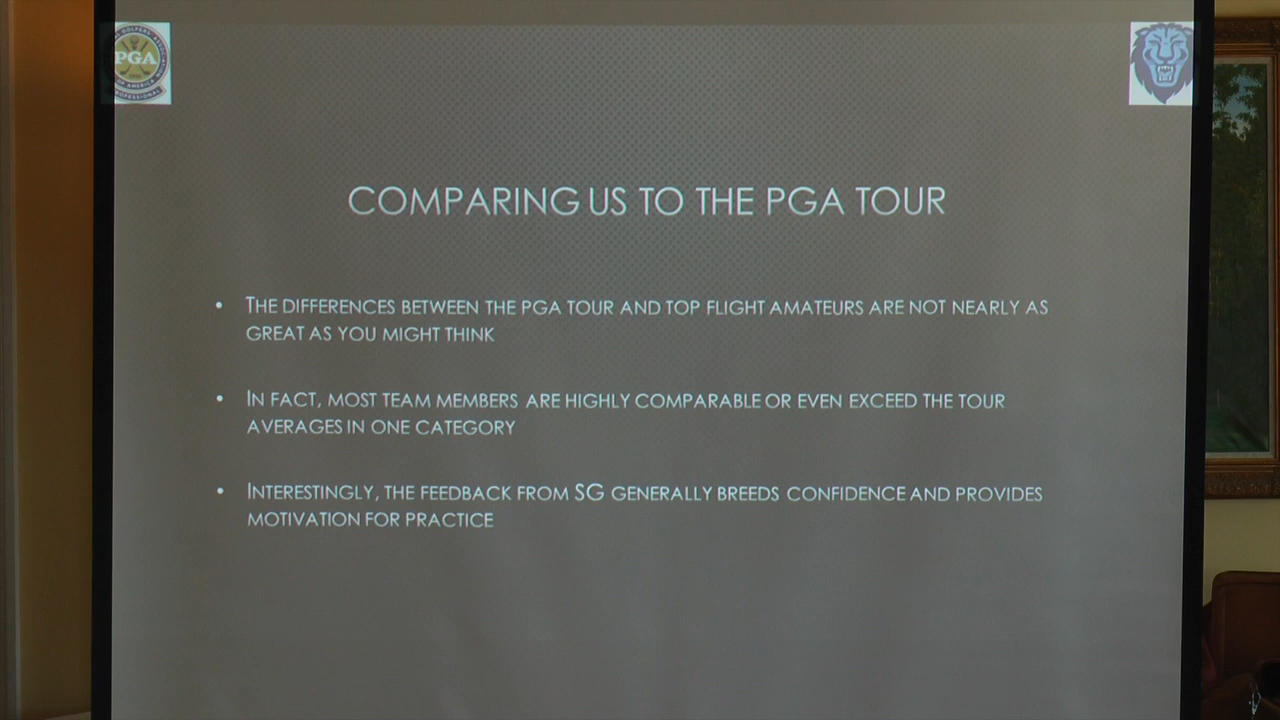 PGA
COMPARING US TO THE PGA TOUR
• THE DIFFERENCES BETWEEN THE PGA TOUR AND TOP FLIGHT AMATEURS ARE NOT NEARLY AS
GREAT AS YOU MIGHT THINK
• IN FACT, MOST TEAM MEMBERS ARE HIGHLY COMPARABLE OR EVEN EXCEED THE TOUR
AVERAGES IN ONE CATEGORY
• INTERESTINGLY, THE FEEDBACK FROM SG GENERALLY BREEDS CONFIDENCE AND PROVIDES
MOTIVATION FOR PRACTICE